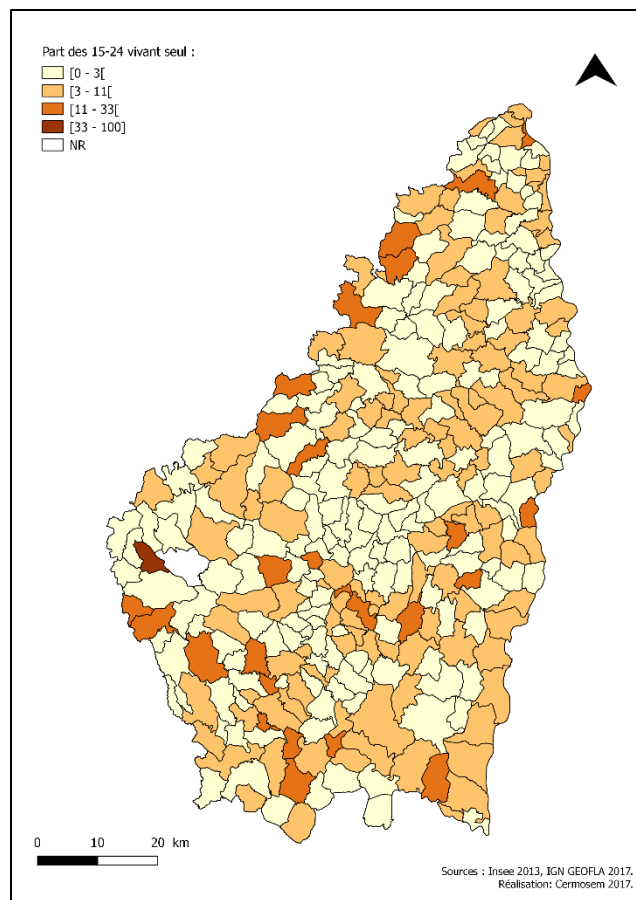 Part des 15-24 vivant seul :
[0 - 3[
[3 - 11[
[11 - 33[
[33 - 100]
NR
0 10 20 km
Sources : Insee 2013, IGN GEOFLA 2017.
Réalisation: Cermosem 2017.